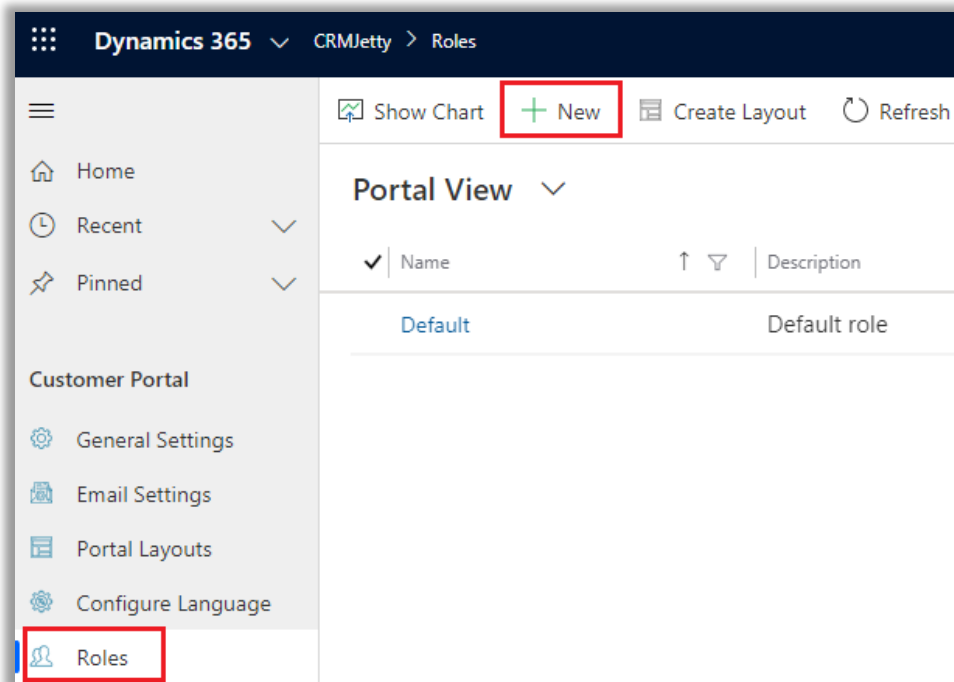 Dynamics 365 CRMJetty > Roles
Show Chart + New Create Layout Refresh
Home
Recent
Pinned
Portal View
Name Description
Default Default role
Customer Portal
General Settings
Email Settings
Portal Layouts
Configure Language
Roles